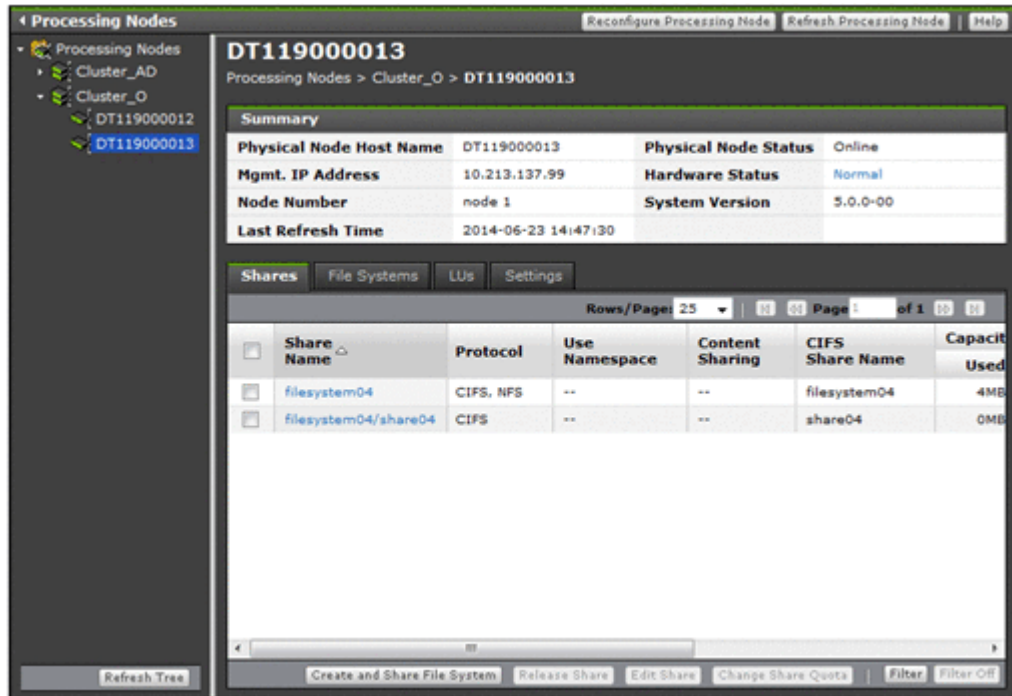 Processing Nodes
Reconfigure Processing Node Refresh Processing Node | Help
Processing Nodes
Cluster_AD
Cluster_O
DT119000012
DT119000013
Refresh Tree
DT119000013
Processing Nodes > Cluster_O > DT119000013
Summary
Physical Node Host Name DT119000013 Physical Node Status Online
Mgmt. IP Address 10.213.137.99 Hardware Status Normal
Node Number node 1 System Version 5.0.0-00
Last Refresh Time 2014-06-23 14:47:30
Shares File Systems LUs Settings
Rows/Page: 25 | Page 1 of 1
Share Name Protocol Use Namespace Content Sharing CIFS Share Name Capacit Used
filesystem04 CIFS, NFS -- -- filesystem04 4MB
filesystem04/share04 CIFS -- -- share04 0MB
Create and Share File System Release Share Edit Share Change Share Quota | Filter Filter Off